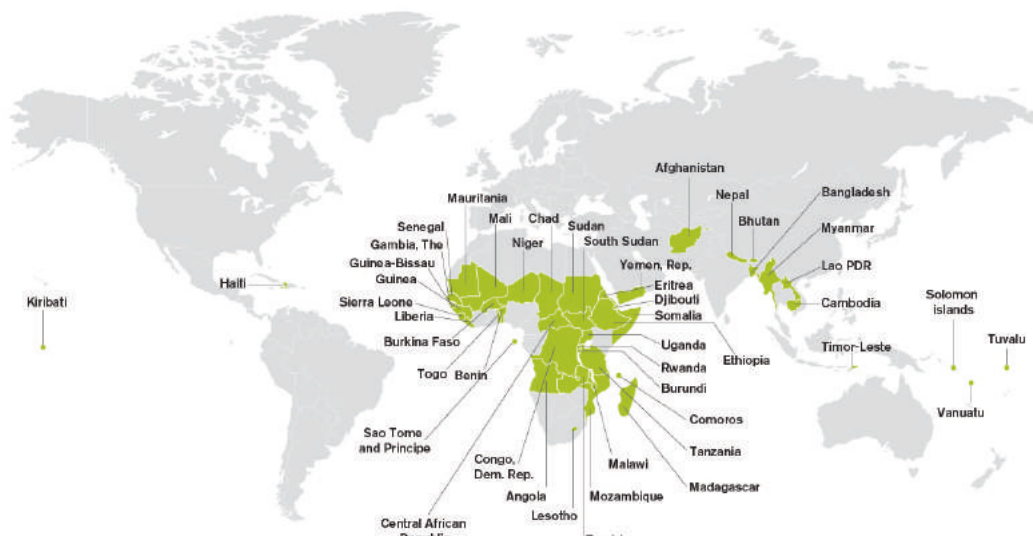 Afghanistan
Mauritania
Nepal
Bangladesh
Mali
Chad
Sudan
Bhutan
Senegal
Myanmar
Gambia, The
Niger
South Sudan
Guinea-Bissau
Yemen, Rep.
Lao PDR
Guinea
Eritrea
Haiti
Djibouti
Kiribati
Sierra Leone
Cambodia
Solomon
islands
Liberia
Somalia
Burkina Faso
Uganda
Ethiopia
Timor-Leste
Tuvalu
Togo
Benin
Rwanda
Burundi
Vanuatu
Comoros
Sao Tome
and Principe
Tanzania
Congo,
Dem. Rep.
Malawi
Madagascar
Angola
Mozambique
Lesotho
Central African